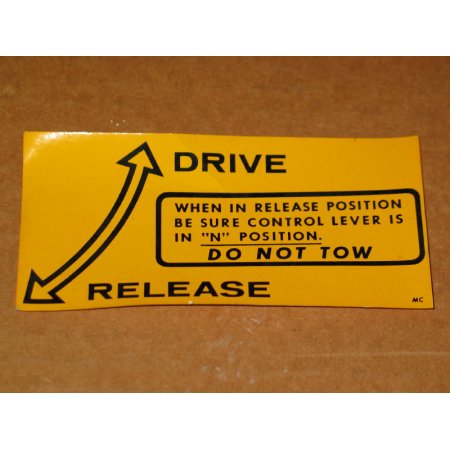 DRIVE
WHEN IN RELEASE POSITION
BE SURE CONTROL LEVER IS
IN "N" POSITION.
DO NOT TOW
RELEASE
MC